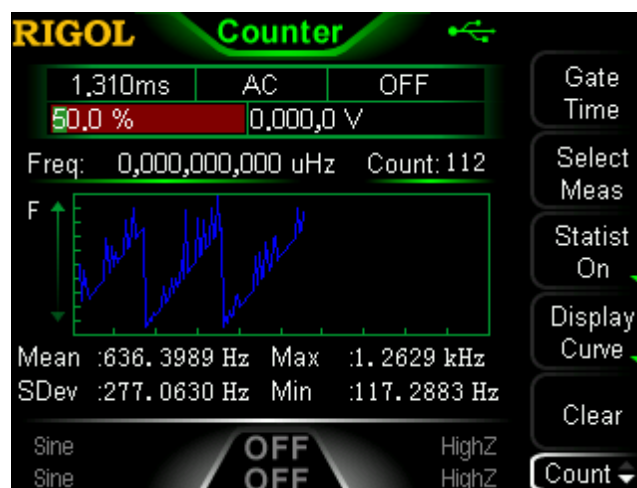 RIGOL Counter
1.310ms AC OFF
50.0 % 0,000,0 V
Freq: 0,000,000,000 uHz Count: 112
F
Mean :636.3989 Hz Max :1.2629 kHz
SDev :277.0630 Hz Min :117.2883 Hz
Sine OFF HighZ
Sine OFF HighZ
Gate
Time
Select
Meas
Statist
On
Display
Curve
Clear
Count